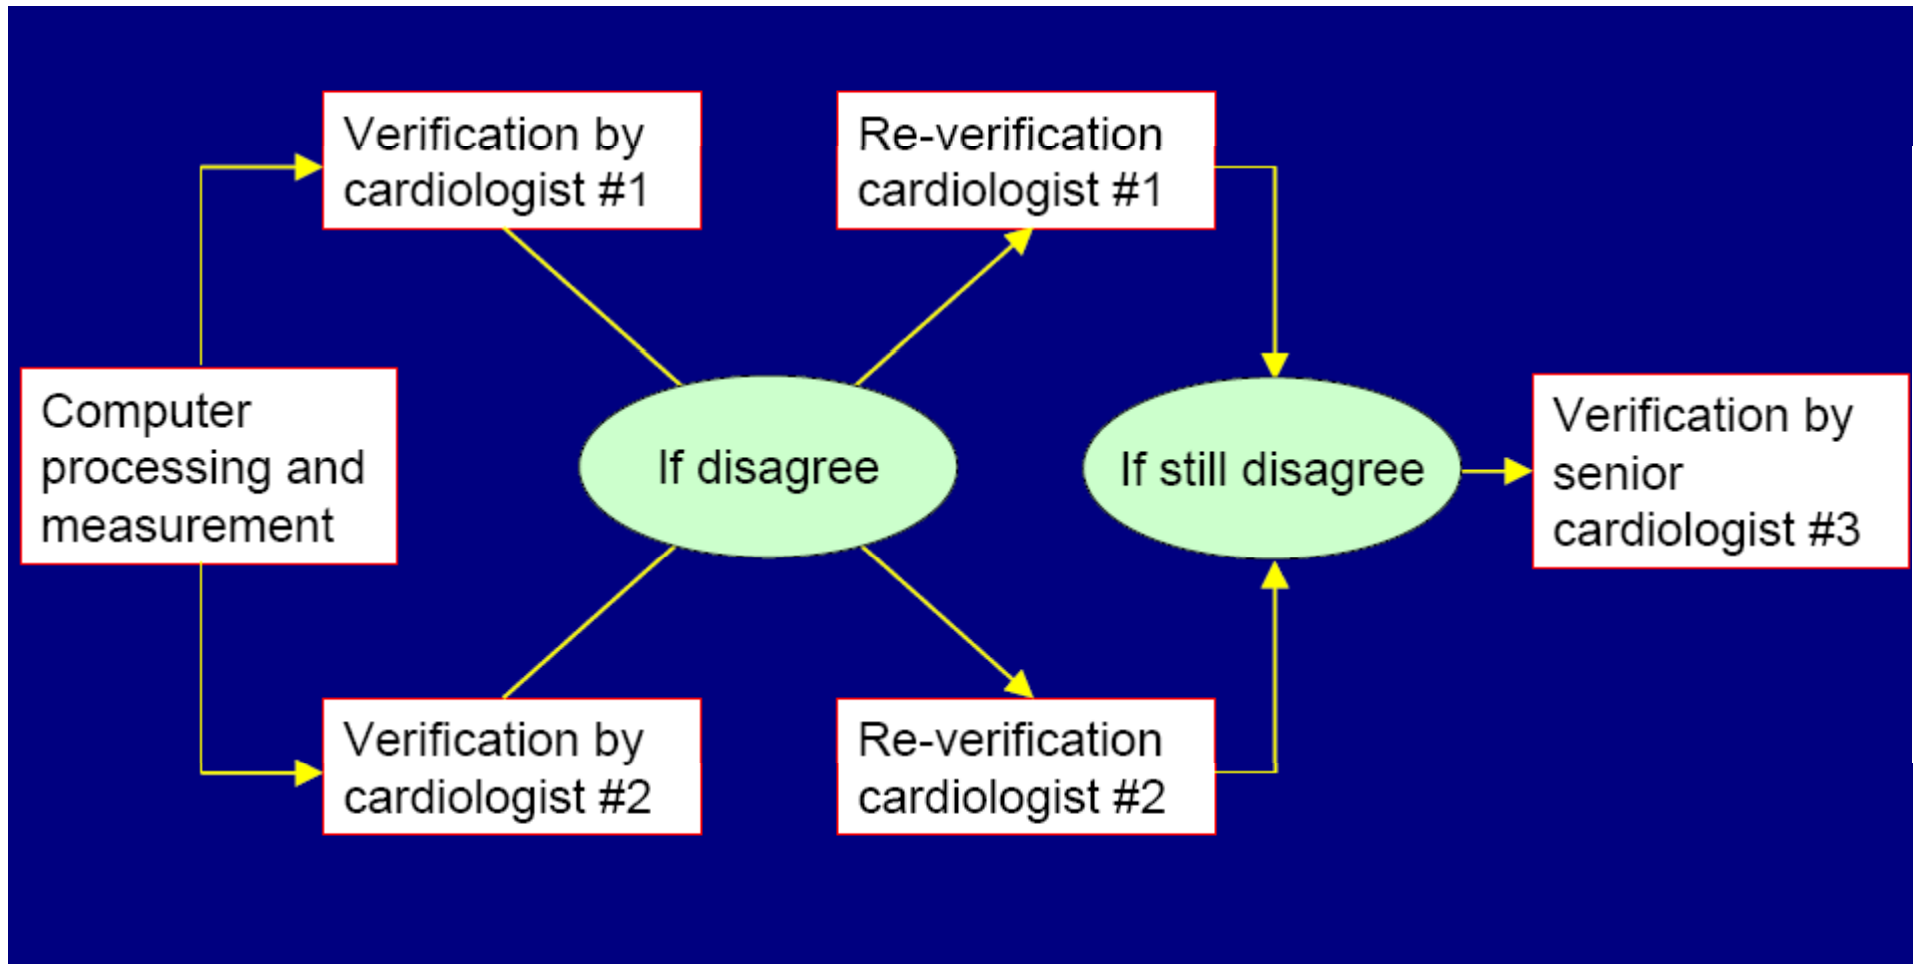 Computer
processing and
measurement
Verification by
cardiologist #1
Verification by
cardiologist #2
If disagree
Re-verification
cardiologist #1
Re-verification
cardiologist #2
If still disagree
Verification by
senior
cardiologist #3